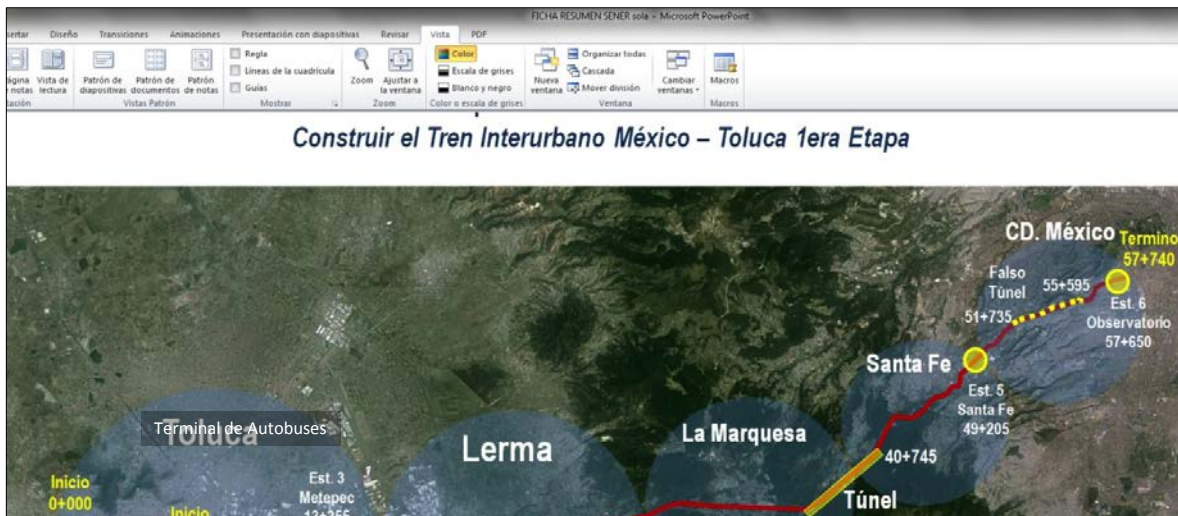 FICHA RESUMEN SENER sola - Microsoft PowerPoint
sertar Diseño Transiciones Animaciones Presentación con diapositivas Revisar Vista PDF
Vista de lectura
Patrón de diapositivas
Patrón de documentos
Patrón de notas
Vistas Patrón
Regla
Líneas de la cuadrícula
Guías
Mostrar
Zoom
Ajustar a la ventana
Zoom
Color
Escala de grises
Blanco y negro
Color o escala de grises
Nueva ventana
Organizar todas
Cascada
Mover división
Cambiar ventanas
Ventana
Macros
Macros
Construir el Tren Interurbano México – Toluca 1era Etapa
CD. México
Termino
57+740
Falso
Túnel
55+595
51+735
Est. 6
Observatorio
57+650
Santa Fe
Est. 5
Santa Fe
49+205
Terminal de Autobuses
Toluca
Lerma
La Marquesa
40+745
Túnel
Inicio
0+000
Est. 3
Metepec
Inicio